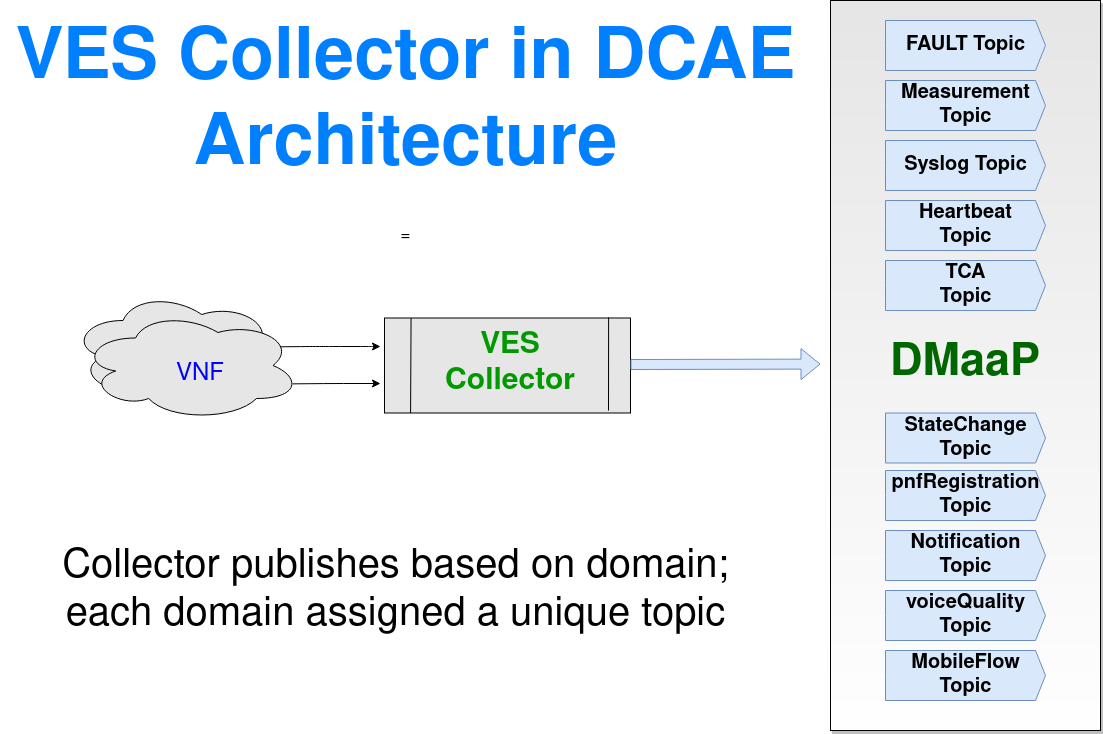 VES Collector in DCAE
Architecture
=
VNF
VES
Collector
Collector publishes based on domain;
each domain assigned a unique topic
FAULT Topic
Measurement
Topic
Syslog Topic
Heartbeat
Topic
TCA
Topic
DMaaP
StateChange
Topic
pnfRegistration
Topic
Notification
Topic
voiceQuality
Topic
MobileFlow
Topic